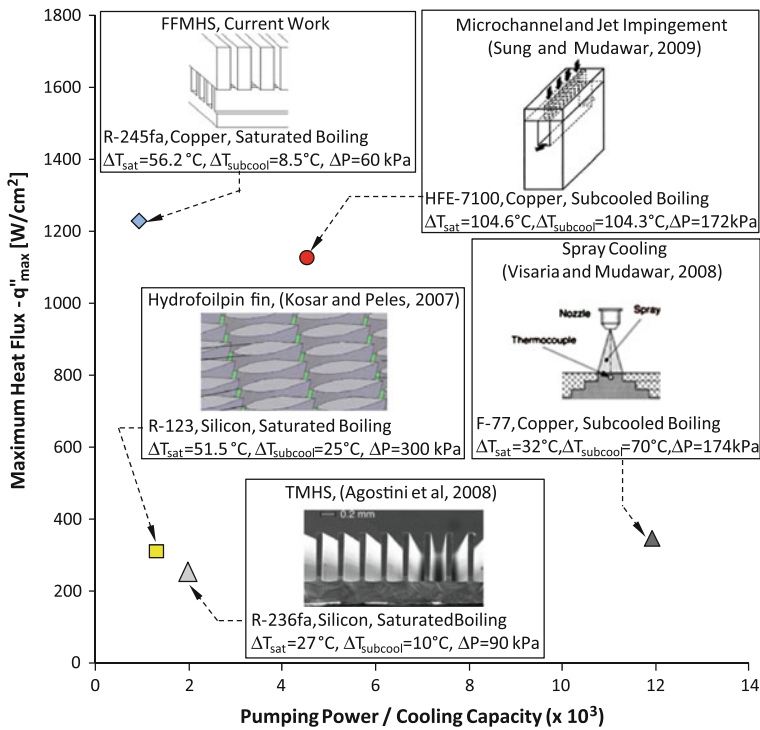 1800
1600
1400
1200
1000
800
600
400
200
0
Maximum Heat Flux - q"max [W/cm²]
FFMHS, Current Work
R-245fa, Copper, Saturated Boiling
ΔTsat=56.2 °C, ΔTsubcool=8.5°C, ΔP=60 kPa
Microchannel and Jet Impingement
(Sung and Mudawar, 2009)
HFE-7100, Copper, Subcooled Boiling
ΔTsat=104.6°C,ΔTsubcool=104.3°C,ΔP=172kPa
Hydrofoilpin fin, (Kosar and Peles, 2007)
R-123, Silicon, Saturated Boiling
ΔTsat=51.5 °C, ΔTsubcool=25°C, ΔP=300 kPa
Spray Cooling
(Visaria and Mudawar, 2008)
Nozzle
Spray
Thermocouple
F-77, Copper, Subcooled Boiling
ΔTsat=32°C,ΔTsubcool=70°C,ΔP=174kPa
TMHS, (Agostini et al, 2008)
0.2 mm
R-236fa, Silicon, SaturatedBoiling
ΔTsat=27 °C, ΔTsubcool=10°C, ΔP=90 kPa
0 2 4 6 8 10 12 14
Pumping Power / Cooling Capacity (x 10³)